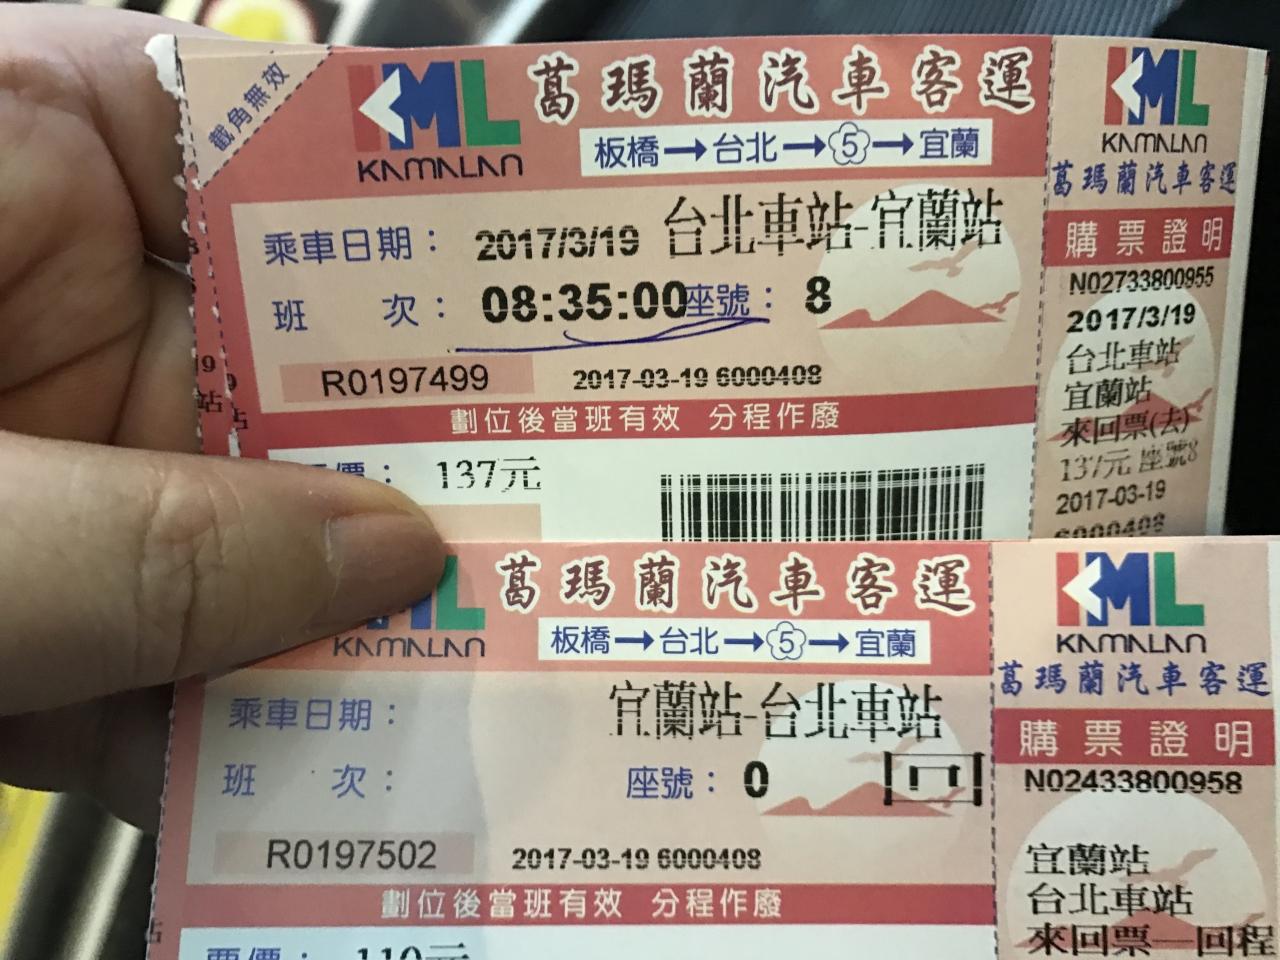 截角無效
KML
KAMALAN
葛瑪蘭汽車客運
板橋→台北→5→宜蘭
乘車日期：2017/3/19 台北車站-宜蘭站
班 次：08:35:00 座號：8
R0197499 2017-03-19 6000408
劃位後當班有效 分程作廢
價：137元
KML
KAMALAN
葛瑪蘭汽車客運
購票證明
N02733800955
2017/3/19
台北車站
宜蘭站
來回票(去)
137元 座號8
2017-03-19
6000408
KAMALAN
葛瑪蘭汽車客運
板橋→台北→5→宜蘭
乘車日期： 宜蘭站-台北車站
班 次： 座號：0 回
R0197502 2017-03-19 6000408
劃位後當班有效 分程作廢
票價：110元
KML
KAMALAN
葛瑪蘭汽車客運
購票證明
N02433800958
宜蘭站
台北車站
來回票—回程